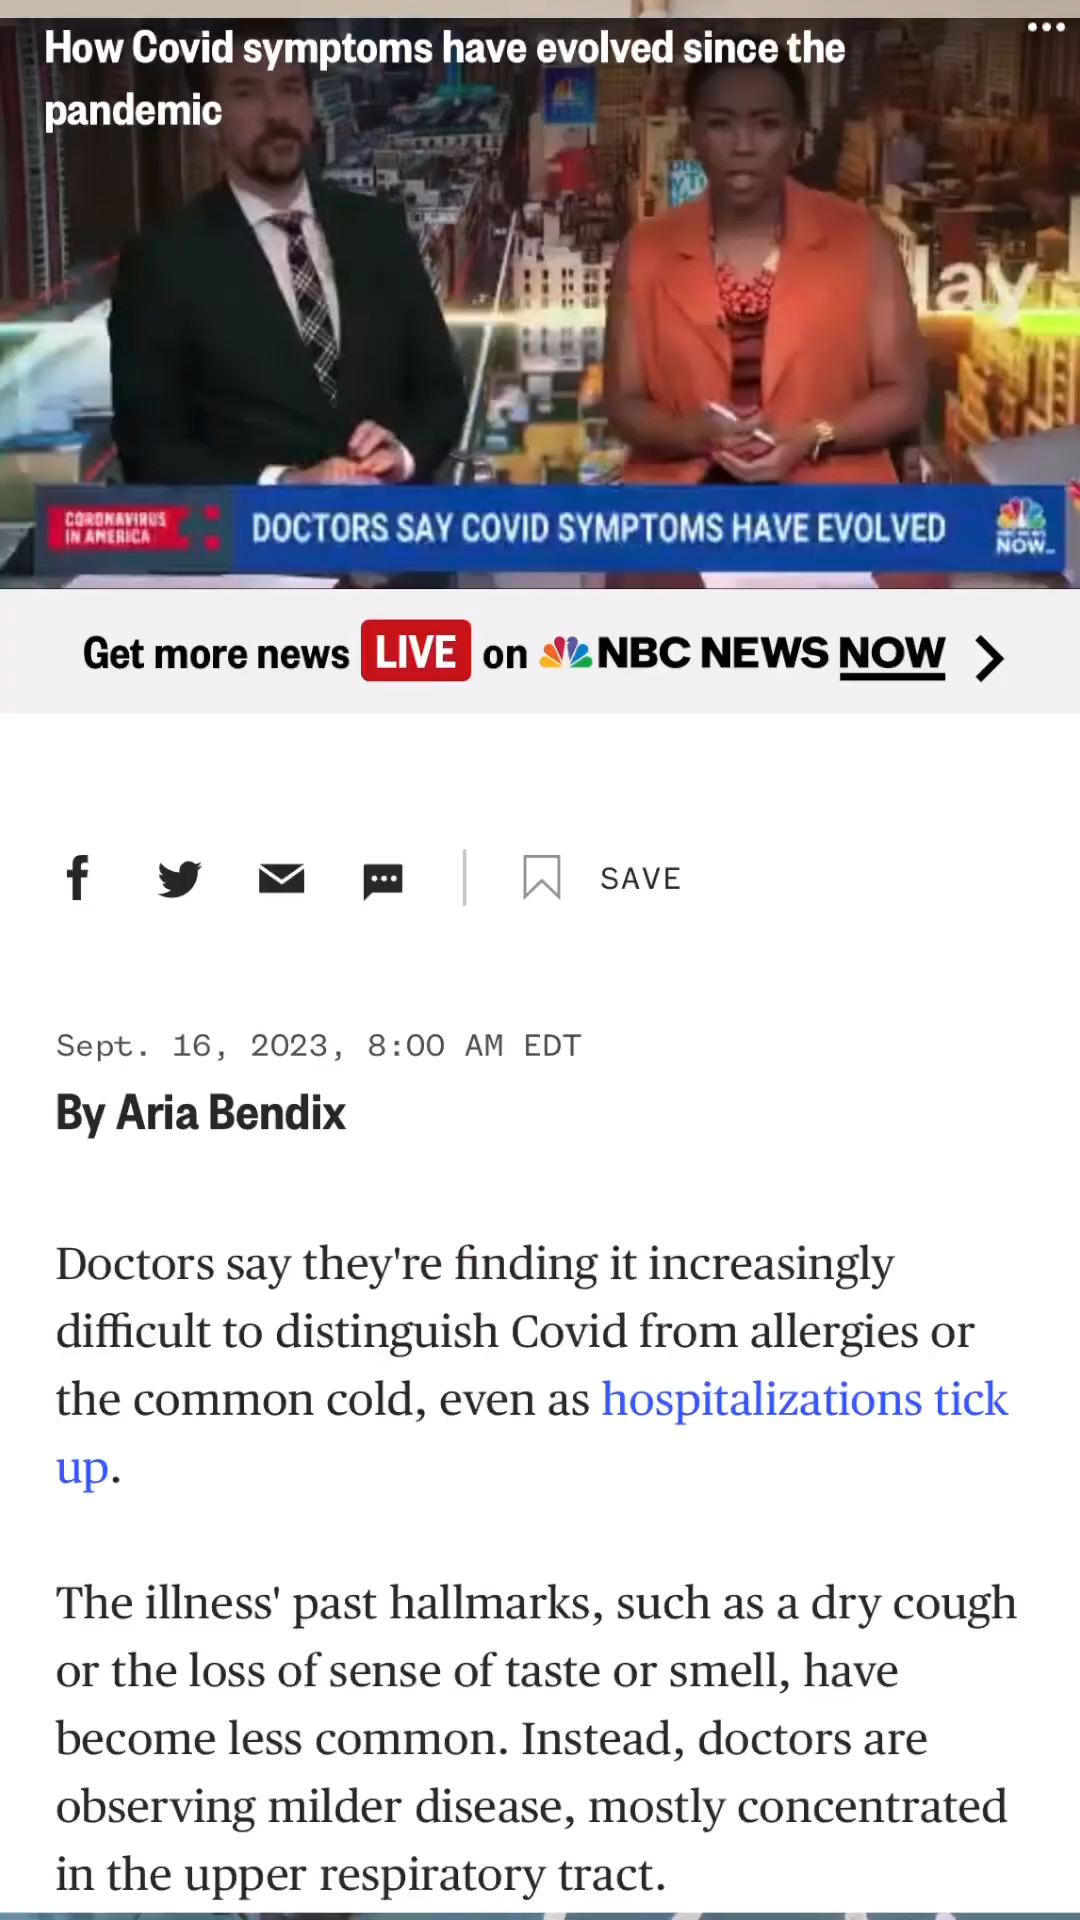 How Covid symptoms have evolved since the
pandemic
ay
CORONAVIRUS
IN AMERICA
DOCTORS SAY COVID SYMPTOMS HAVE EVOLVED
NBC NEWS
NOW
Get more news LIVE on NBC NEWS NOW
SAVE
Sept. 16, 2023, 8:00 AM EDT
By Aria Bendix
Doctors say they're finding it increasingly
difficult to distinguish Covid from allergies or
the common cold, even as hospitalizations tick
up.
The illness' past hallmarks, such as a dry cough
or the loss of sense of taste or smell, have
become less common. Instead, doctors are
observing milder disease, mostly concentrated
in the upper respiratory tract.